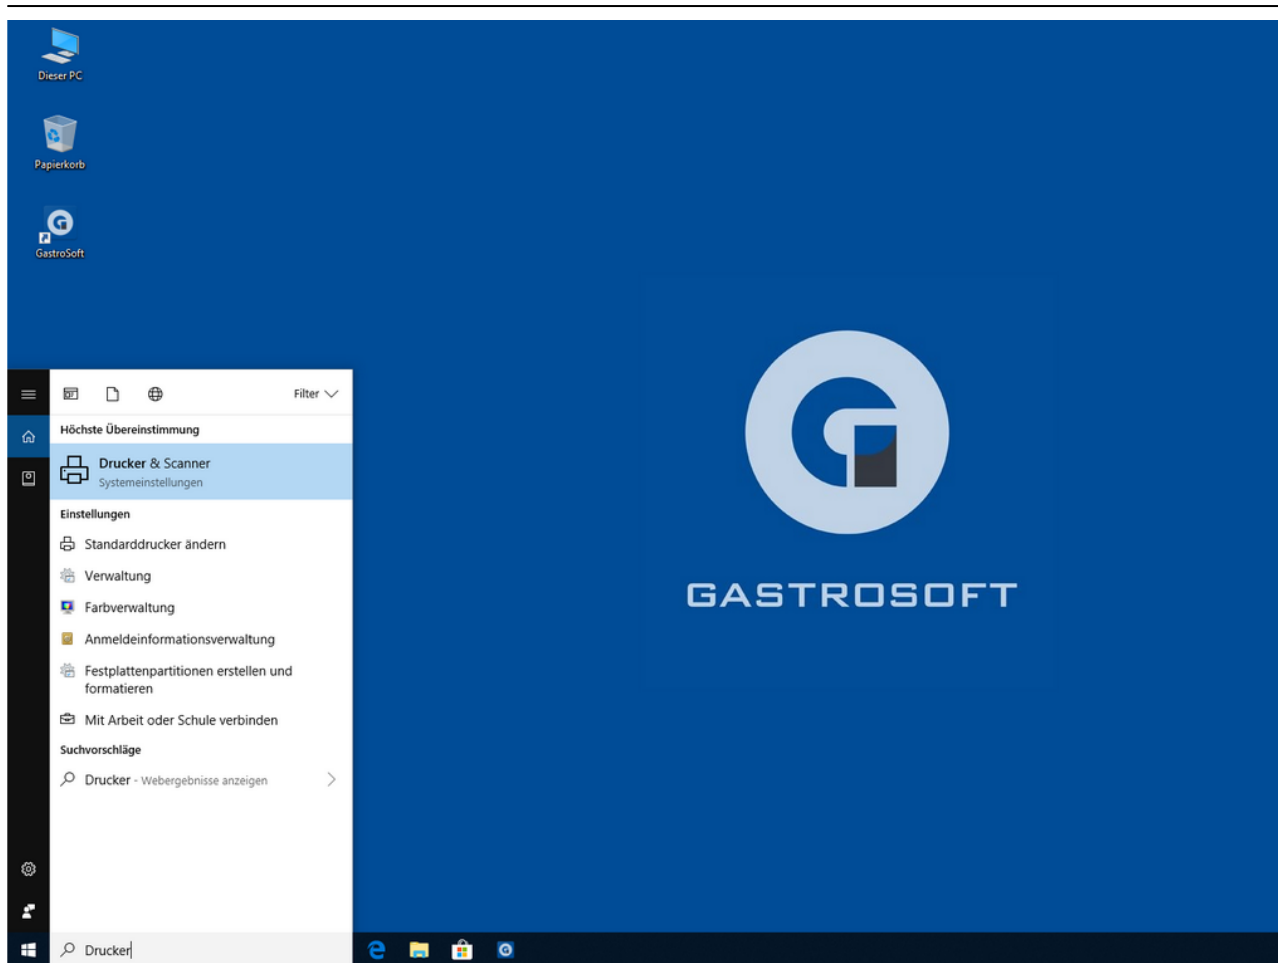 Dieser PC
Papierkorb
GastroSoft
Filter
Höchste Übereinstimmung
Drucker & Scanner
Systemeinstellungen
Einstellungen
Standarddrucker ändern
Verwaltung
Farbverwaltung
Anmeldeinformationsverwaltung
Festplattenpartitionen erstellen und
formatieren
Mit Arbeit oder Schule verbinden
Suchvorschläge
Drucker - Webergebnisse anzeigen
Drucker
GASTROSOFT